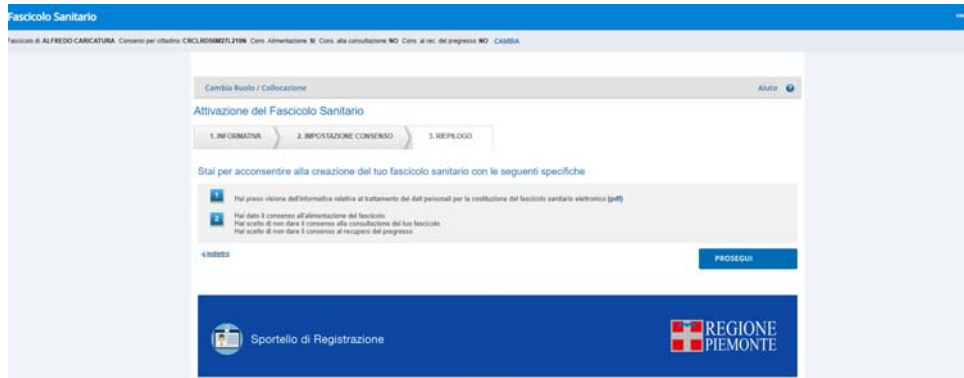 Fascicolo Sanitario
Fascicolo di ALFREDO CARICATURA Consensi per cittadino CRCLRD56M27L219N Cons. Alimentazione SI Cons. alla consultazione NO Cons. al rec. del pregresso NO CAMBIA
Cambia Ruolo / Collocazione Aiuto ?
Attivazione del Fascicolo Sanitario
1. INFORMATIVA 2. IMPOSTAZIONE CONSENSO 3. RIEPILOGO
Stai per acconsentire alla creazione del tuo fascicolo sanitario con le seguenti specifiche
1 Hai preso visione dell'informativa relativa al trattamento dei dati personali per la costituzione del fascicolo sanitario elettronico (pdf)
2 Hai dato il consenso all'alimentazione del fascicolo
Hai scelto di non dare il consenso alla consultazione del tuo fascicolo
Hai scelto di non dare il consenso al recupero del pregresso
indietro PROSEGUI
Sportello di Registrazione REGIONE
PIEMONTE